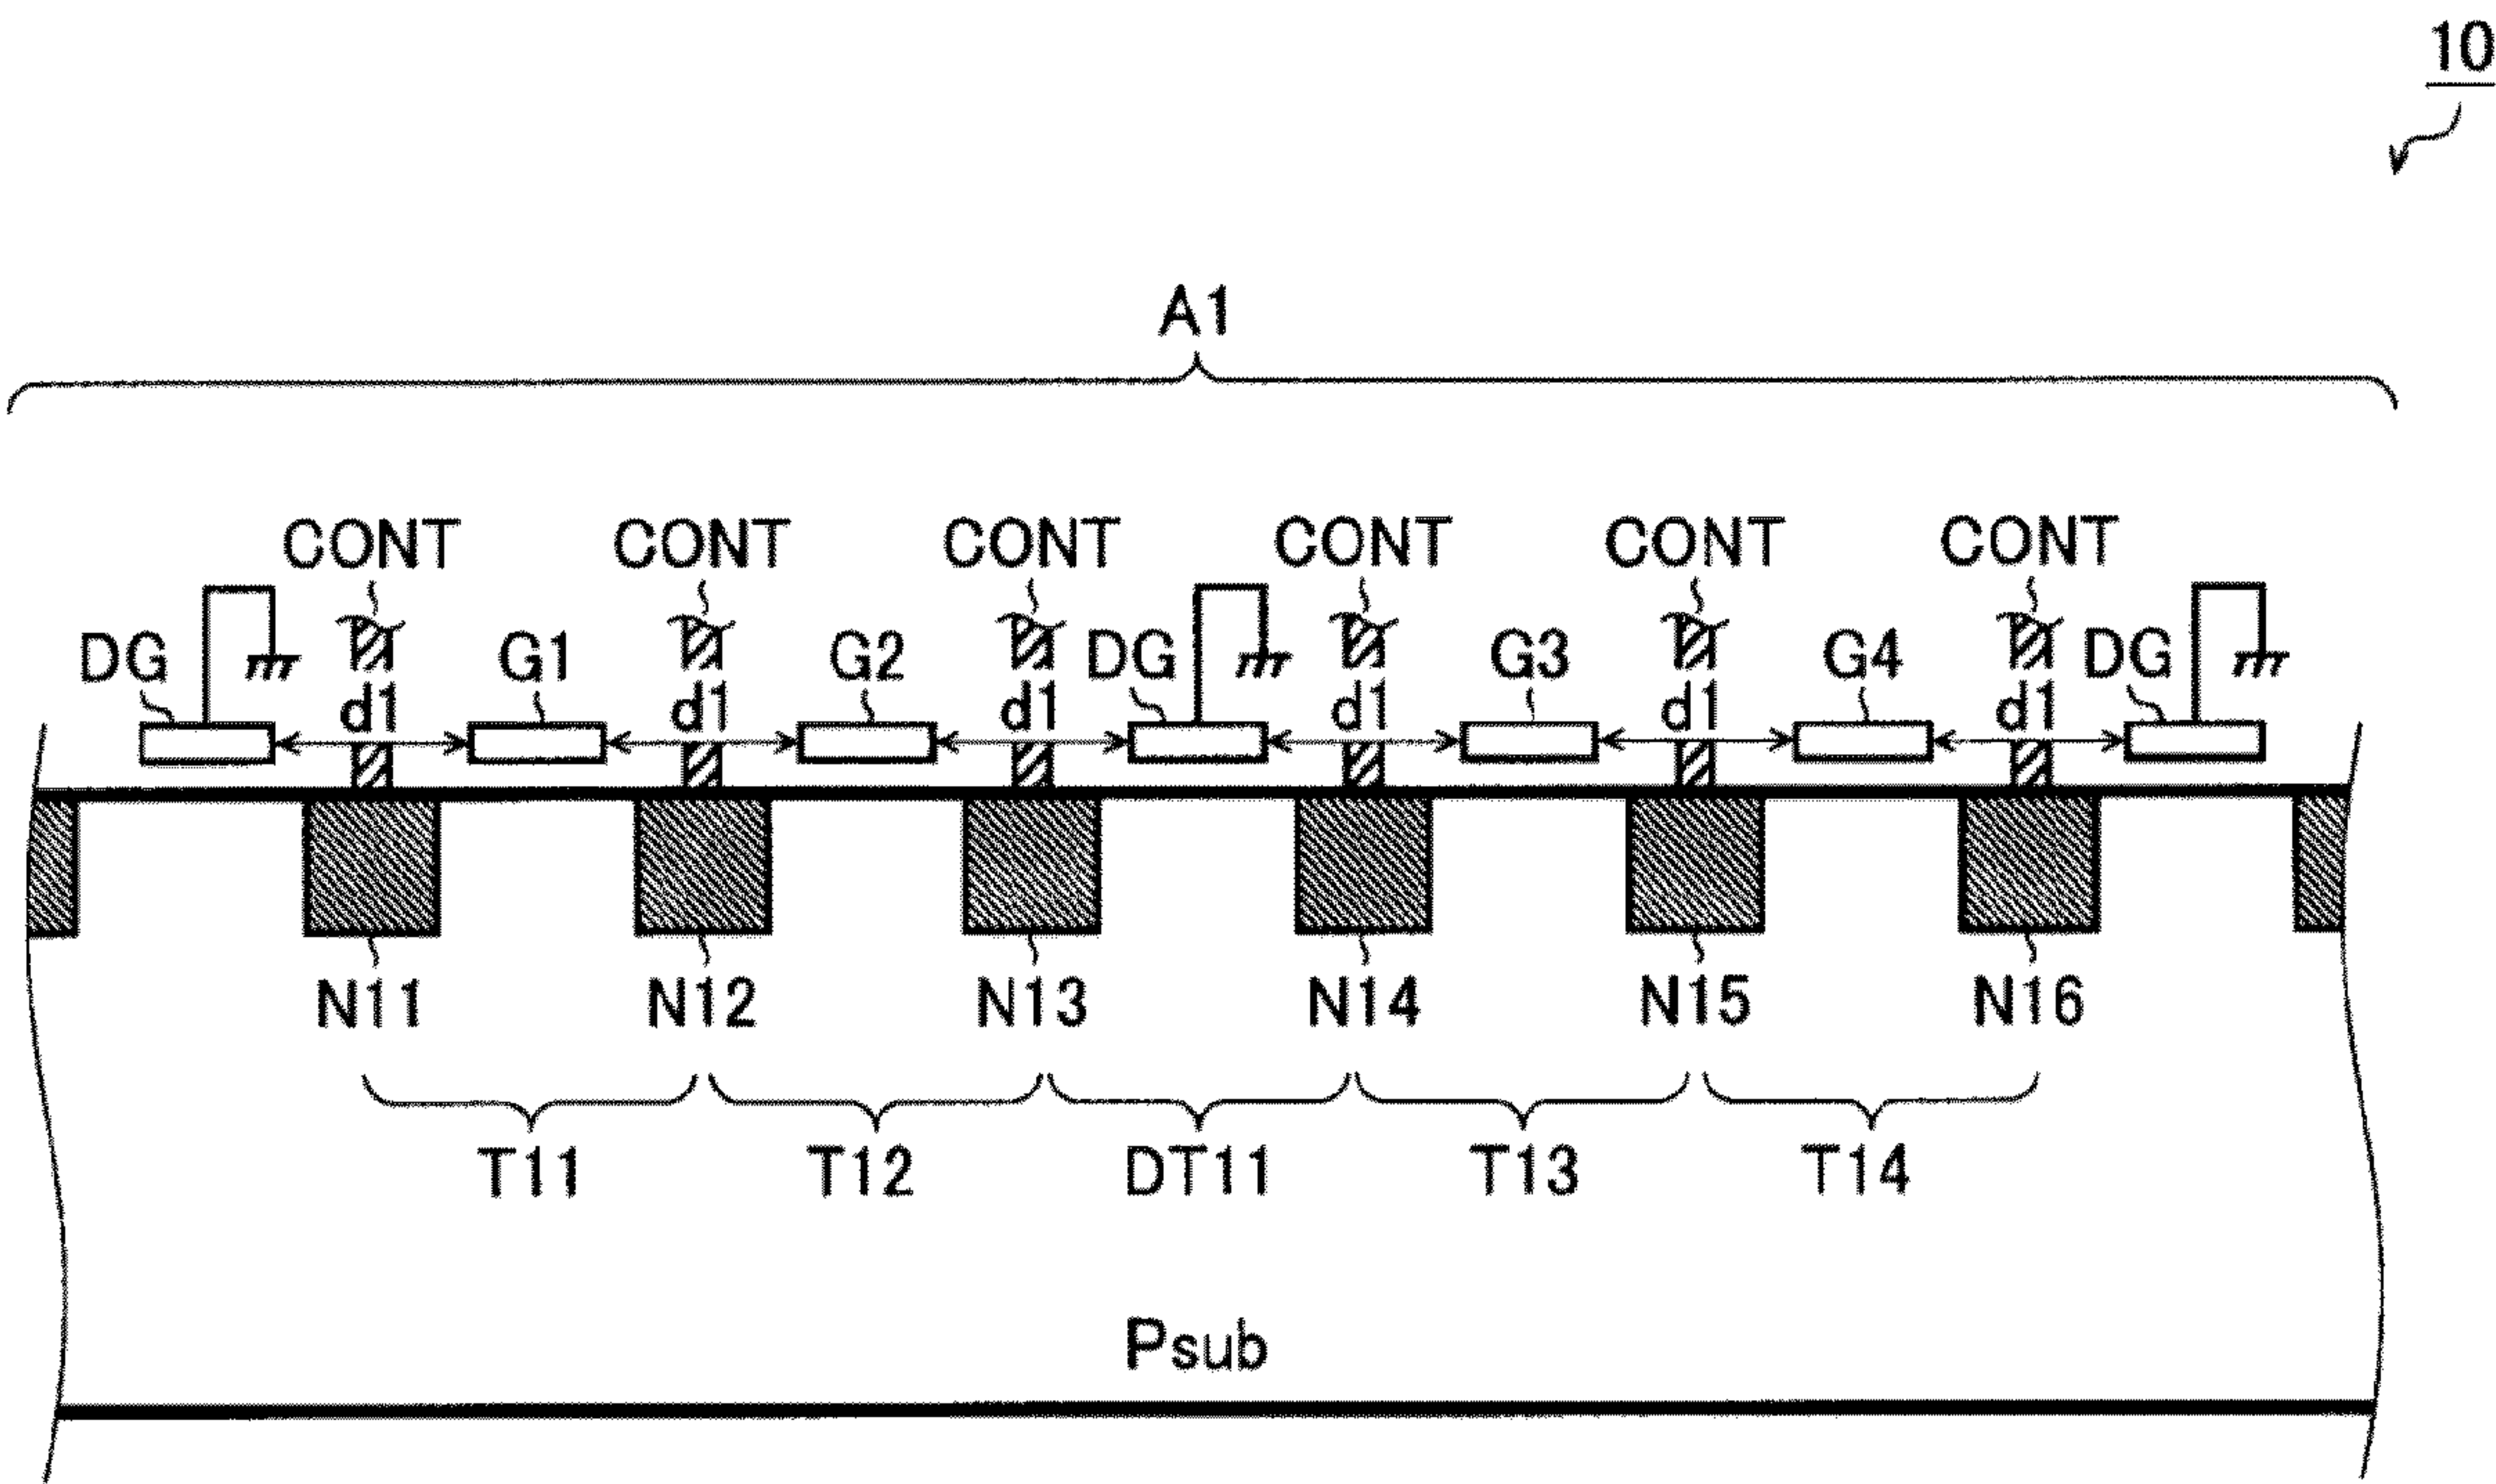 10
A1
CONT CONT CONT CONT CONT CONT
DG G1 G2 DG G3 G4 DG
d1 d1 d1 d1 d1 d1
N11 N12 N13 N14 N15 N16
T11 T12 DT11 T13 T14
Psub